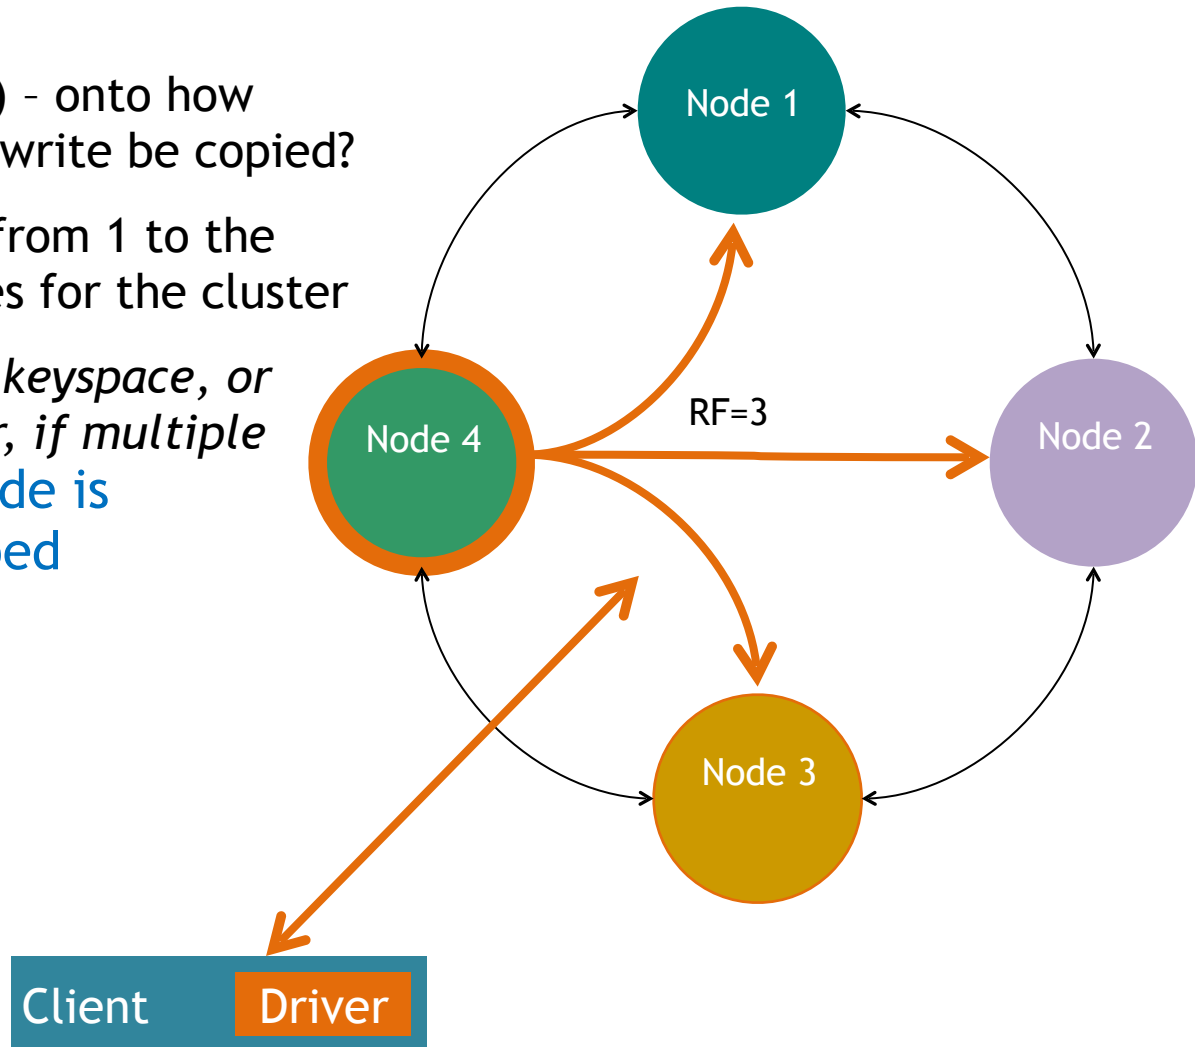 ) – onto how
write be copied?
from 1 to the
es for the cluster
keyspace, or
r, if multiple
de is
ped
Node 1
RF=3
Node 4
Node 2
Node 3
Client
Driver